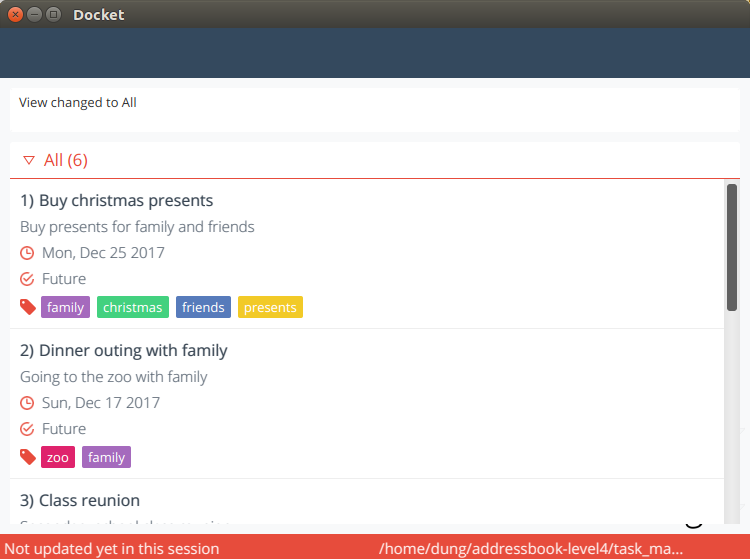 Docket
View changed to All
All (6)
1) Buy christmas presents
Buy presents for family and friends
Mon, Dec 25 2017
Future
family christmas friends presents
2) Dinner outing with family
Going to the zoo with family
Sun, Dec 17 2017
Future
zoo family
3) Class reunion
Not updated yet in this session
/home/dung/addressbook-level4/task_ma...